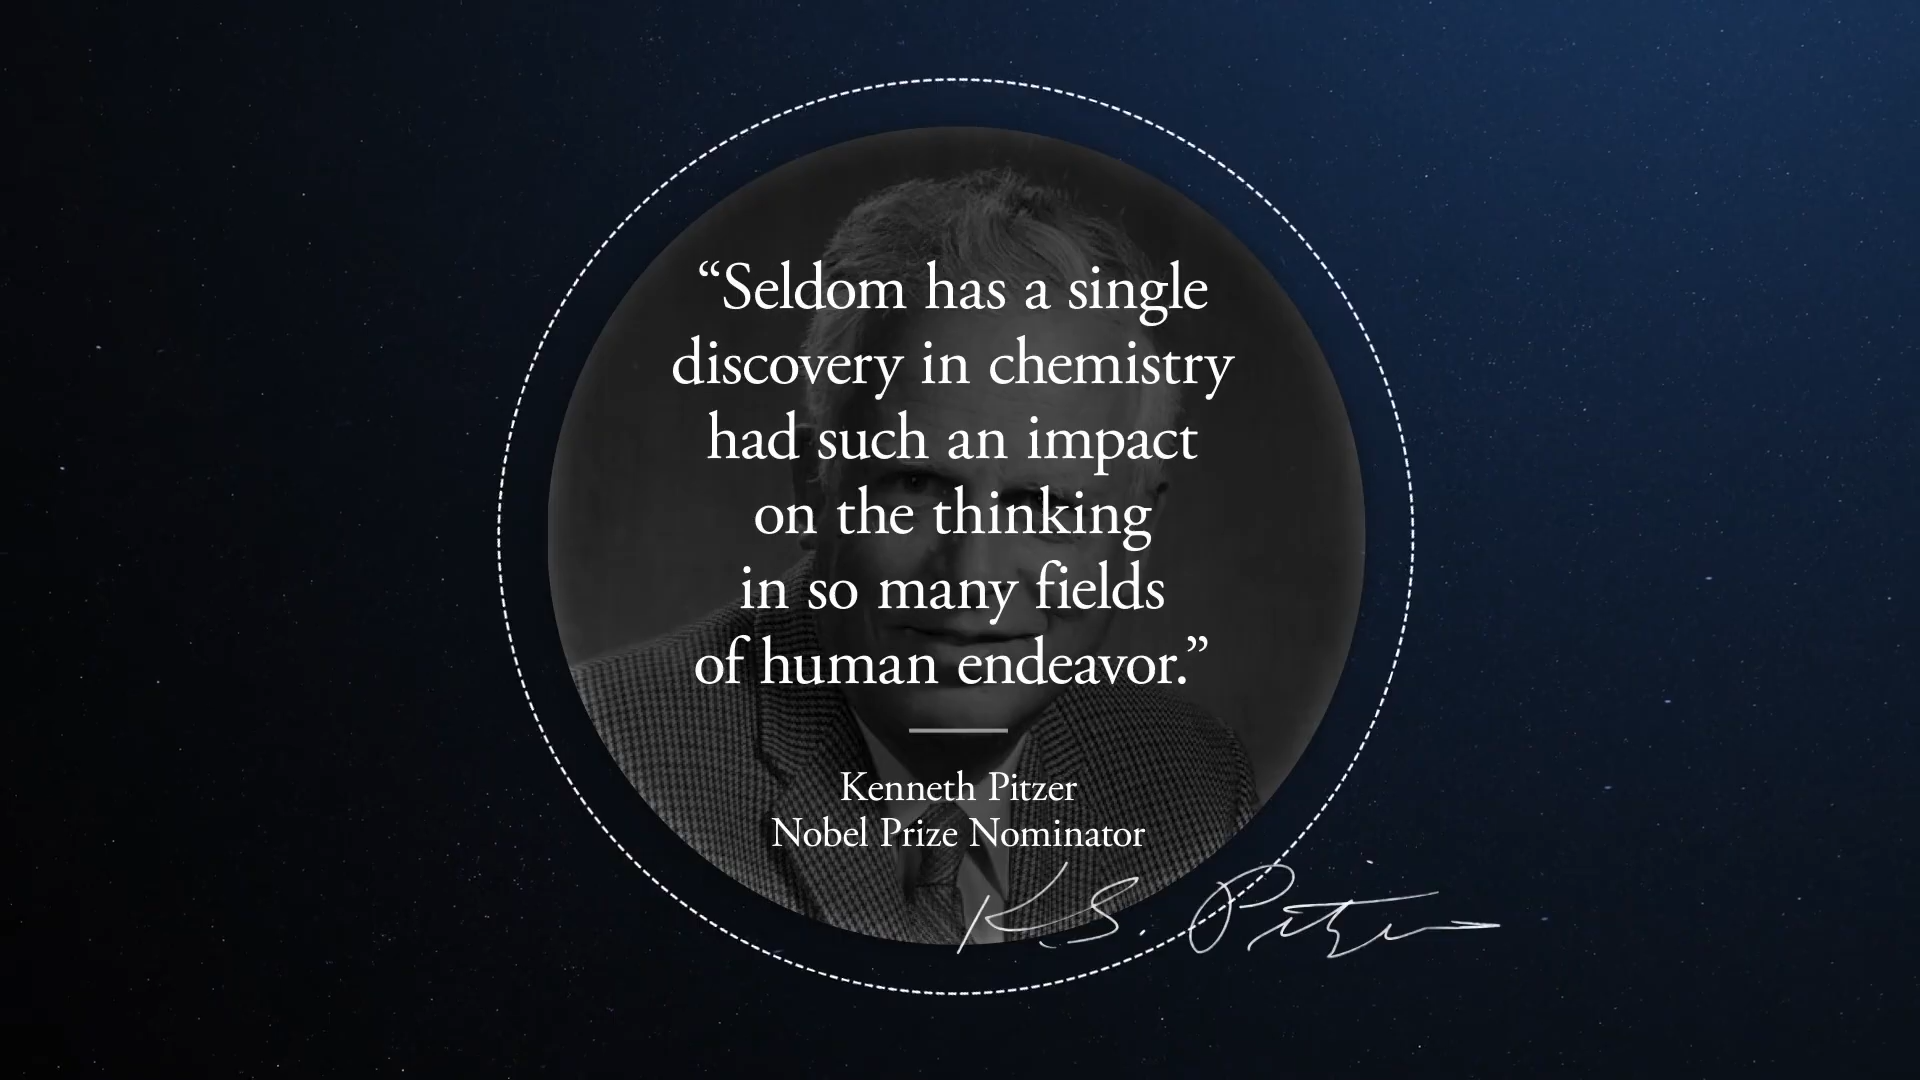 “Seldom has a single
discovery in chemistry
had such an impact
on the thinking
in so many fields
of human endeavor.”
Kenneth Pitzer
Nobel Prize Nominator
K.S. Pitzer